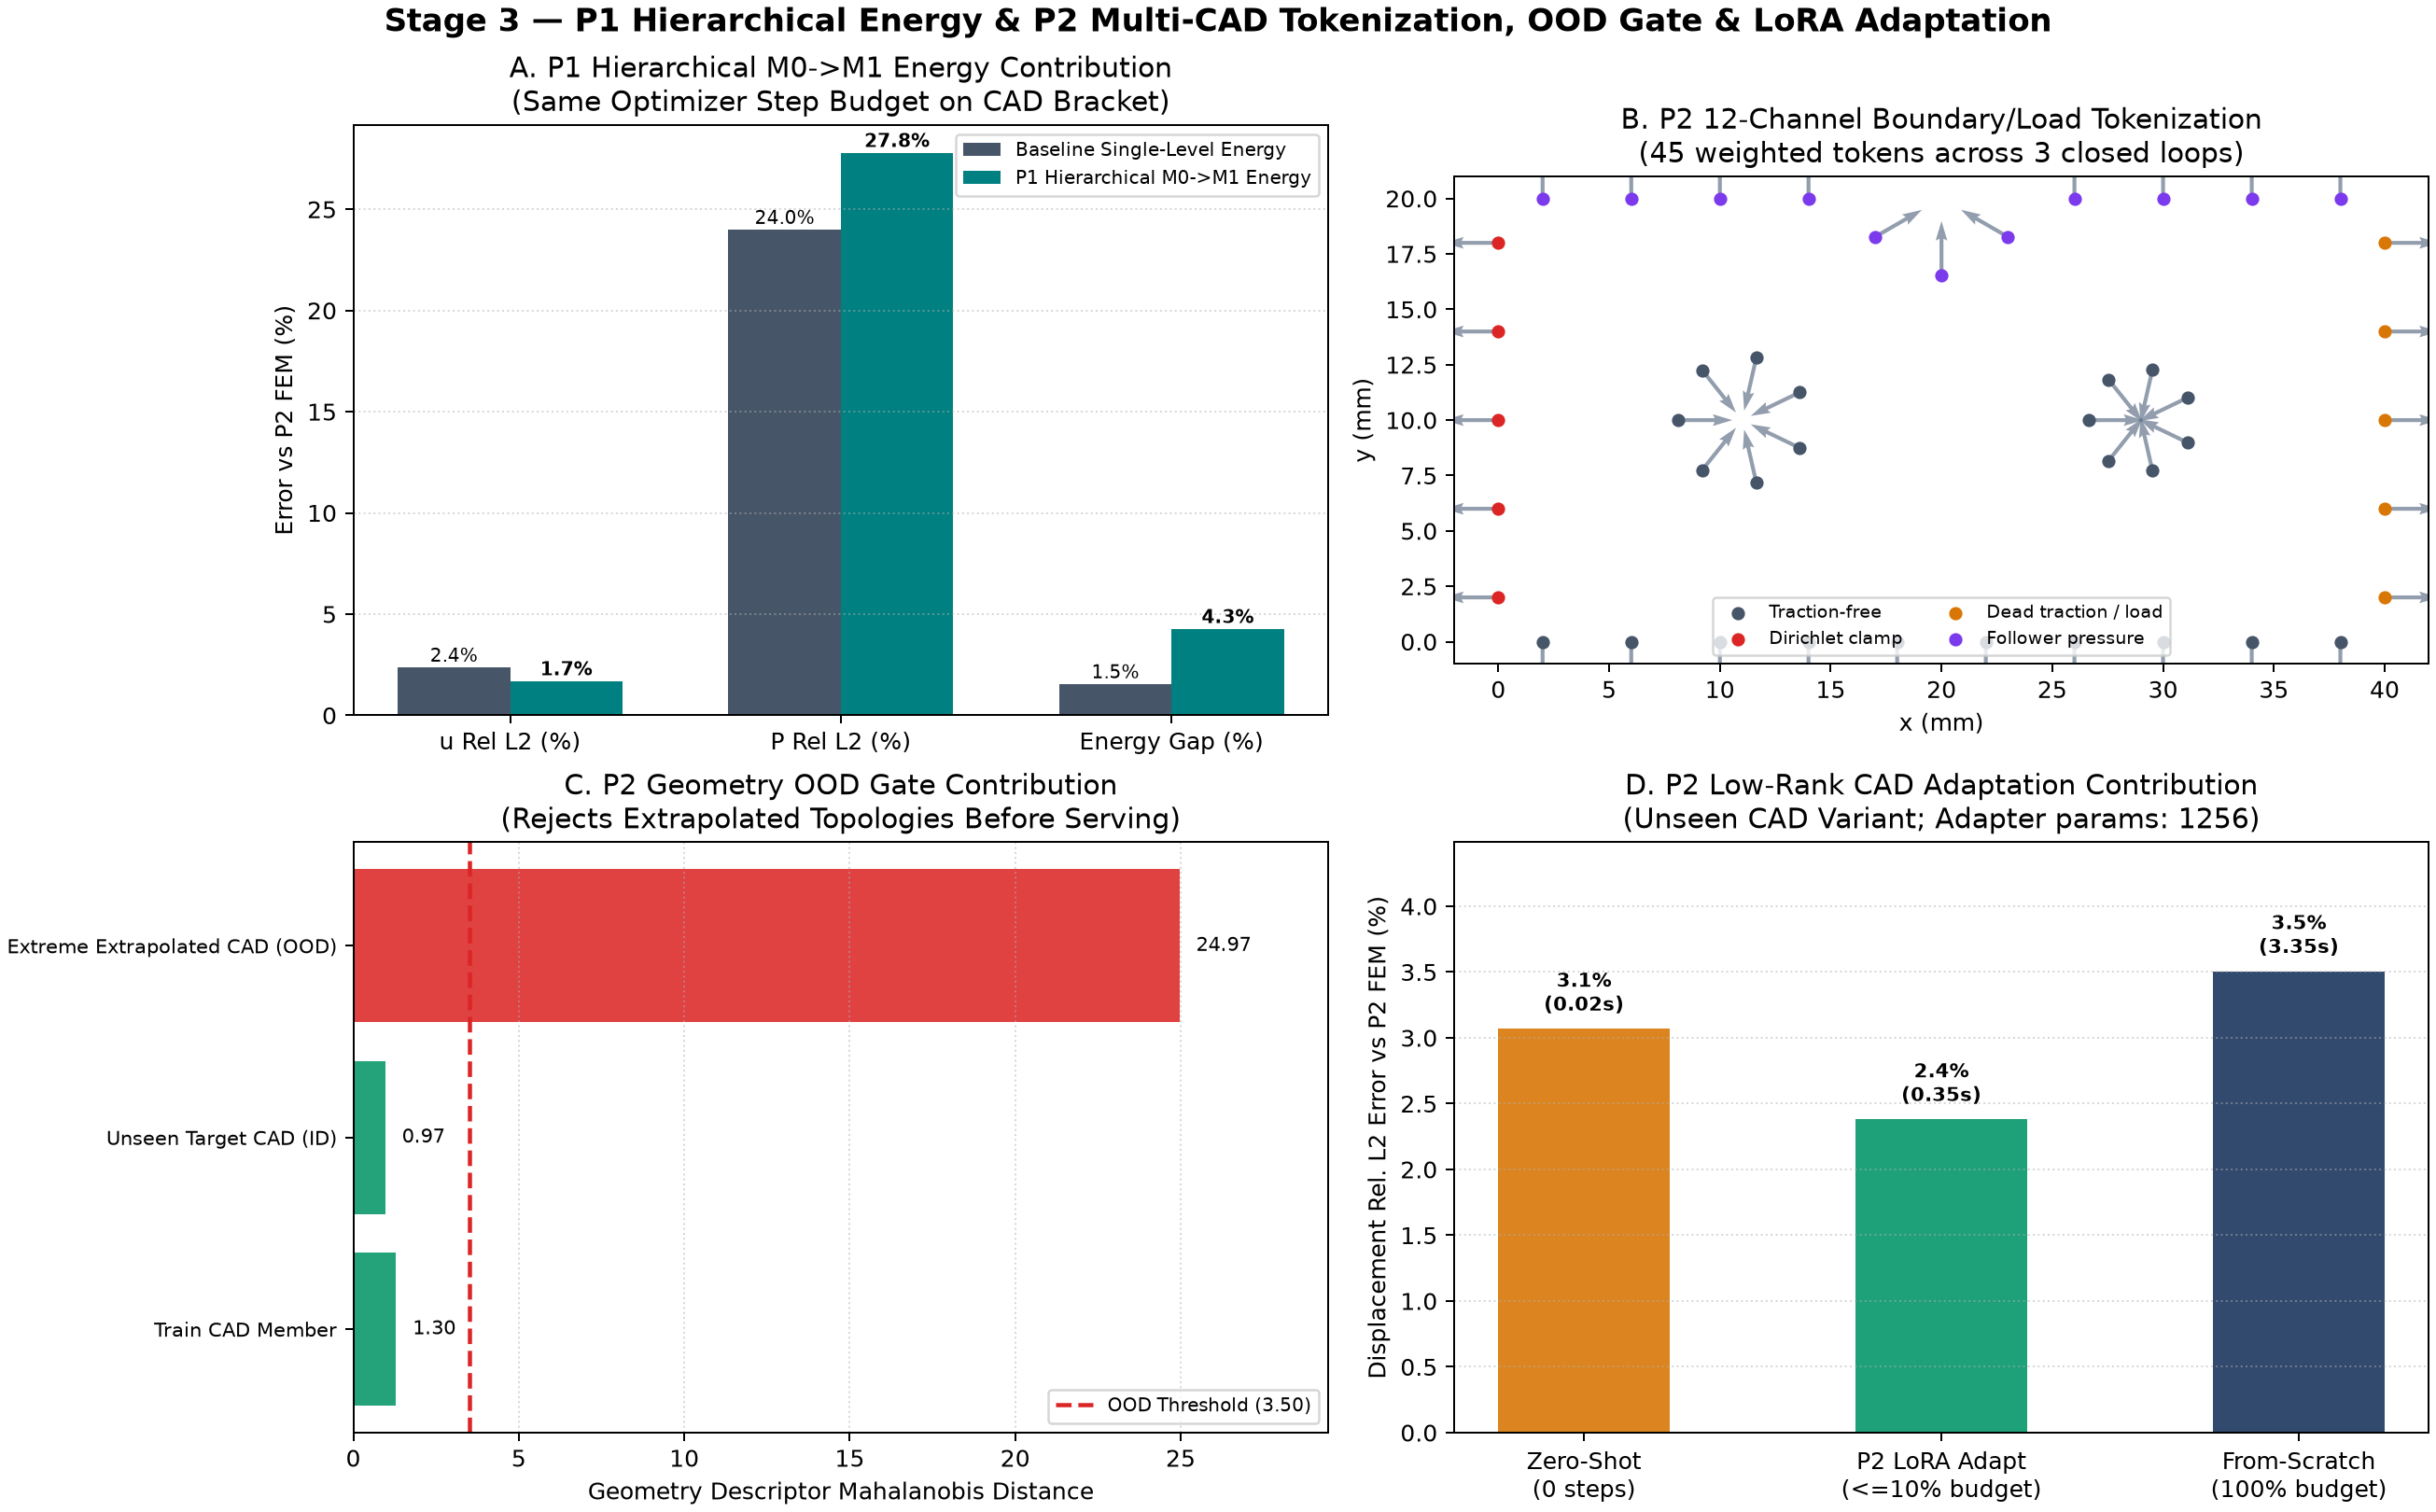 Stage 3 — P1 Hierarchical Energy & P2 Multi-CAD Tokenization, OOD Gate & LoRA Adaptation
A. P1 Hierarchical M0->M1 Energy Contribution
(Same Optimizer Step Budget on CAD Bracket)
Error vs P2 FEM (%)
25
20
15
10
5
0
Baseline Single-Level Energy
P1 Hierarchical M0->M1 Energy
2.4%
1.7%
24.0%
27.8%
1.5%
4.3%
u Rel L2 (%)
P Rel L2 (%)
Energy Gap (%)
B. P2 12-Channel Boundary/Load Tokenization
(45 weighted tokens across 3 closed loops)
y (mm)
20.0
17.5
15.0
12.5
10.0
7.5
5.0
2.5
0.0
Traction-free
Dirichlet clamp
Dead traction / load
Follower pressure
0 5 10 15 20 25 30 35 40
x (mm)
C. P2 Geometry OOD Gate Contribution
(Rejects Extrapolated Topologies Before Serving)
Extreme Extrapolated CAD (OOD)
24.97
Unseen Target CAD (ID)
0.97
Train CAD Member
1.30
OOD Threshold (3.50)
0 5 10 15 20 25
Geometry Descriptor Mahalanobis Distance
D. P2 Low-Rank CAD Adaptation Contribution
(Unseen CAD Variant; Adapter params: 1256)
Displacement Rel. L2 Error vs P2 FEM (%)
4.0
3.5
3.0
2.5
2.0
1.5
1.0
0.5
0.0
3.1%
(0.02s)
2.4%
(0.35s)
3.5%
(3.35s)
Zero-Shot
(0 steps)
P2 LoRA Adapt
(<=10% budget)
From-Scratch
(100% budget)